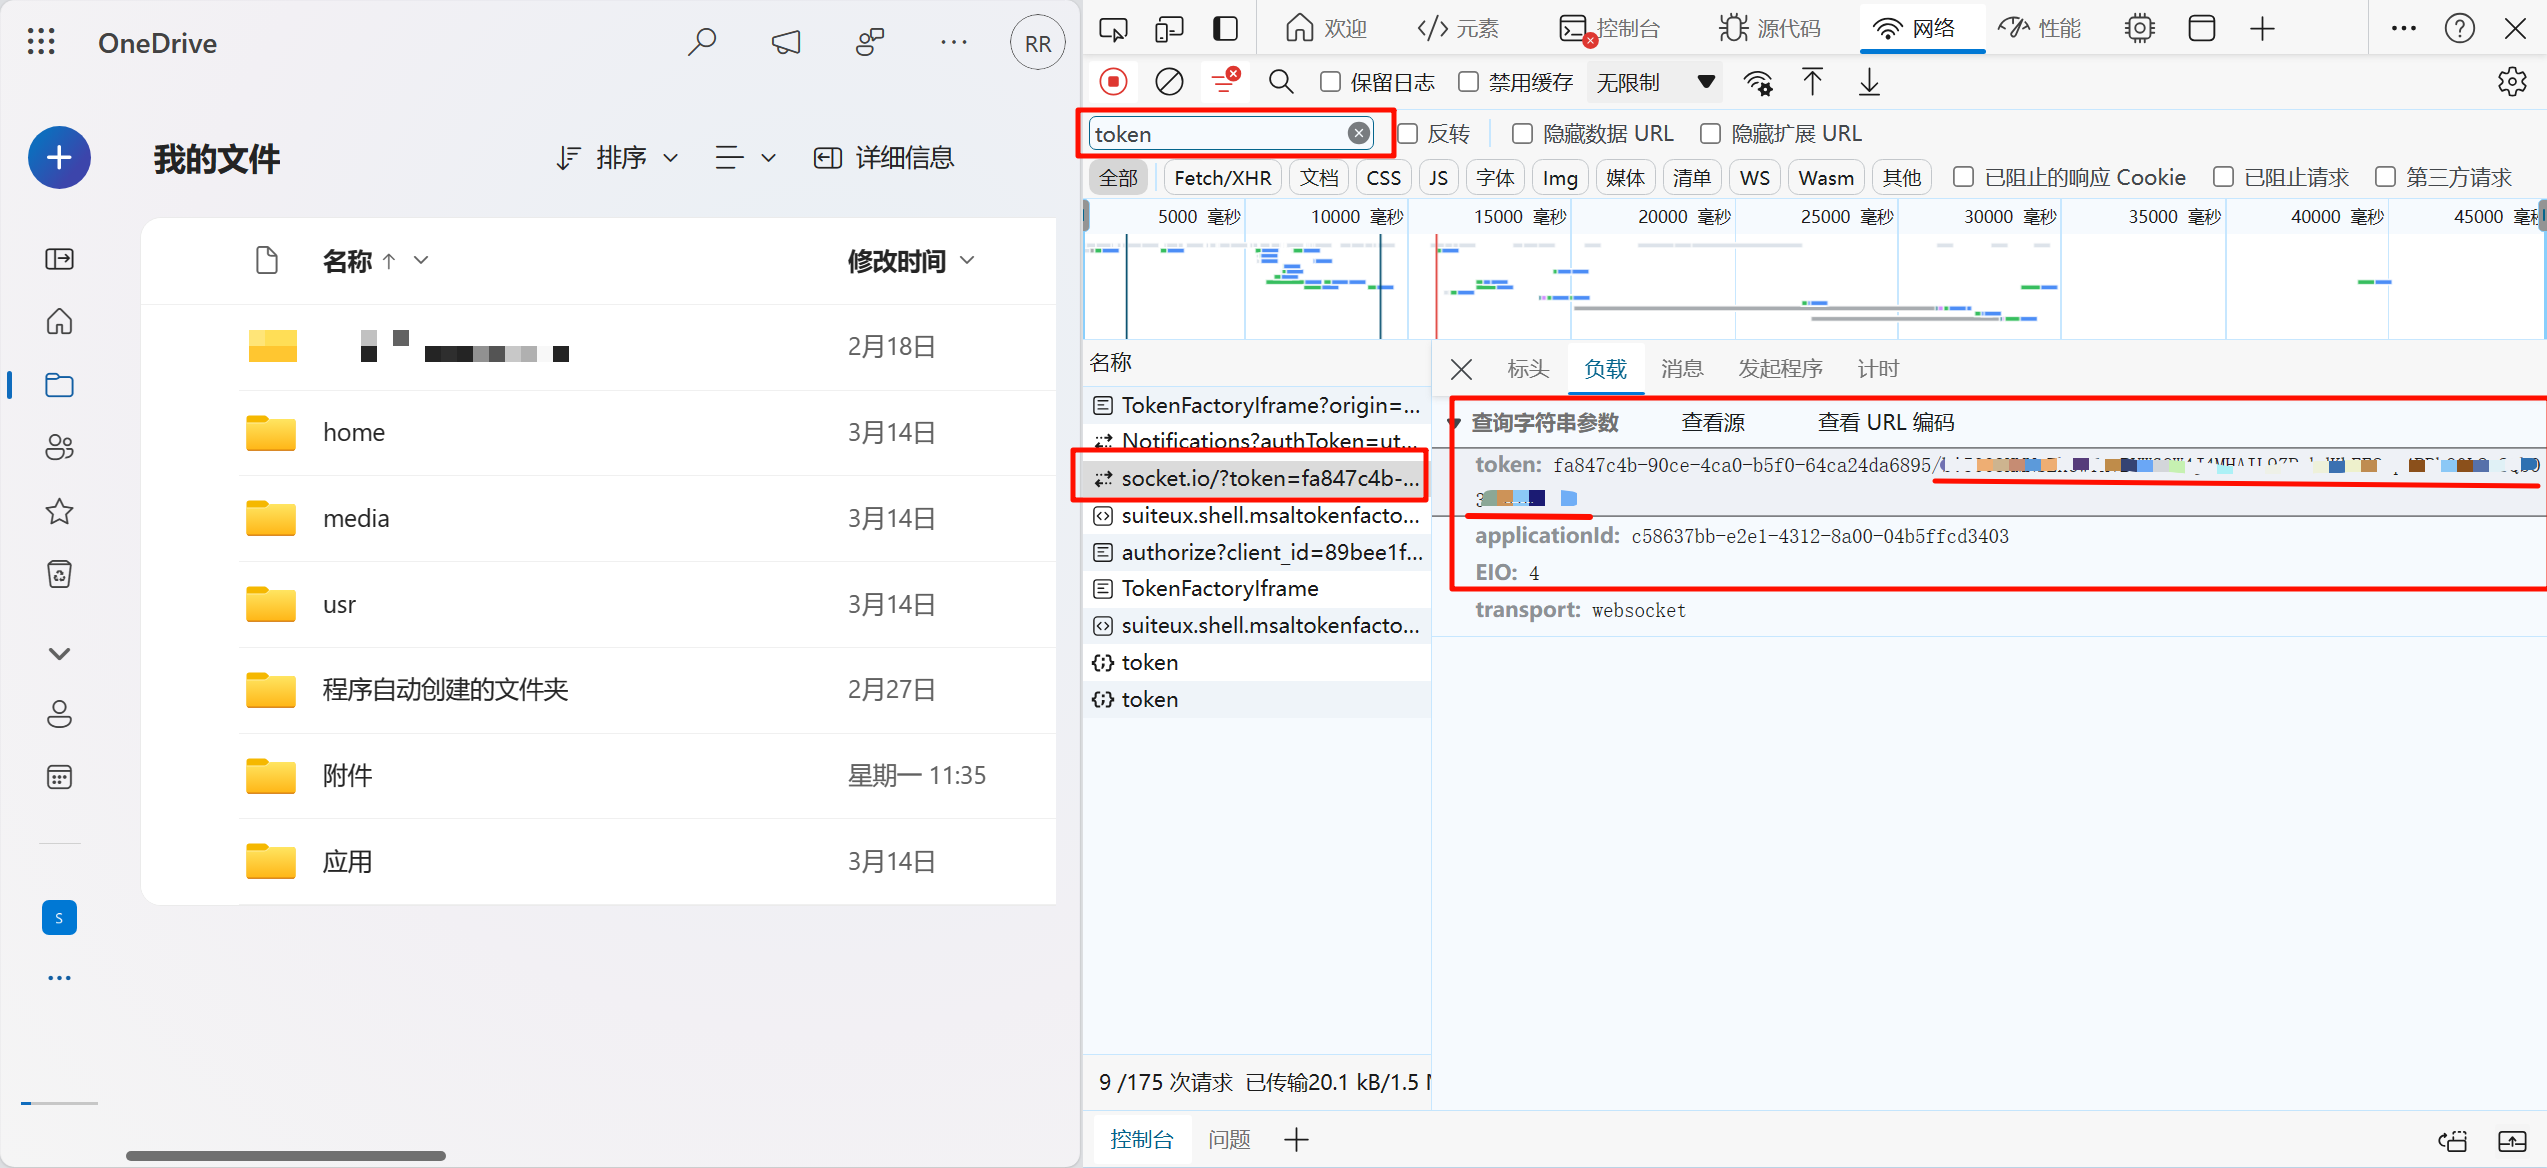 OneDrive
RR
我的文件
排序
详细信息
名称
修改时间
2月18日
home
3月14日
media
3月14日
usr
3月14日
程序自动创建的文件夹
2月27日
附件
星期一 11:35
应用
3月14日
S
欢迎
元素
控制台
源代码
网络
性能
保留日志
禁用缓存
无限制
token
反转
隐藏数据 URL
隐藏扩展 URL
全部
Fetch/XHR
文档
CSS
JS
字体
Img
媒体
清单
WS
Wasm
其他
已阻止的响应 Cookie
已阻止请求
第三方请求
5000 毫秒
10000 毫秒
15000 毫秒
20000 毫秒
25000 毫秒
30000 毫秒
35000 毫秒
40000 毫秒
45000 毫秒
名称
TokenFactoryIframe?origin=...
Notifications?authToken=ut...
socket.io/?token=fa847c4b-...
suiteux.shell.msaltokenfacto...
authorize?client_id=89bee1f...
TokenFactoryIframe
suiteux.shell.msaltokenfacto...
token
token
9 /175 次请求 已传输20.1 kB/1.5
标头
负载
消息
发起程序
计时
查询字符串参数
查看源
查看 URL 编码
token: fa847c4b-90ce-4ca0-b5f0-64ca24da6895/
applicationId: c58637bb-e2e1-4312-8a00-04b5ffcd3403
EIO: 4
transport: websocket
控制台
问题